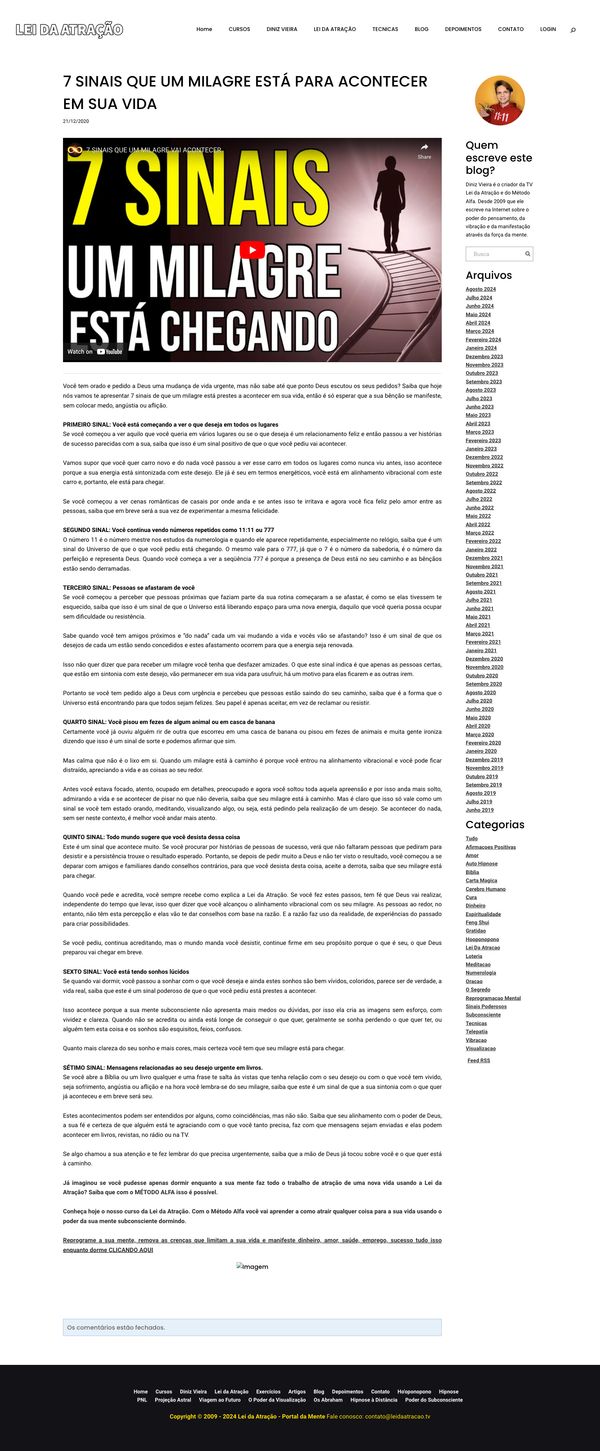 LEI DA ATRAÇÃO
Home CURSOS DINIZ VIEIRA LEI DA ATRAÇÃO TECNICAS BLOG DEPOIMENTOS CONTATO LOGIN
7 SINAIS QUE UM MILAGRE ESTÁ PARA ACONTECER
EM SUA VIDA
21/12/2020
7 SINAIS QUE UM MILAGRE VAI ACONTECER
Share
7 SINAIS
UM MILAGRE
ESTÁ CHEGANDO
Watch on YouTube
Você tem orado e pedido a Deus uma mudança de vida urgente, mas não sabe até que ponto Deus escutou os seus pedidos? Saiba que hoje
nós vamos te apresentar 7 sinais de que um milagre está prestes a acontecer em sua vida, então é só esperar que a sua bênção se manifeste,
sem colocar medo, angústia ou aflição.
PRIMEIRO SINAL: Você está começando a ver o que deseja em todos os lugares
Se você começou a ver aquilo que você queria em vários lugares ou se o que deseja é um relacionamento feliz e então passou a ver histórias
de sucesso parecidas com a sua, saiba que isso é um sinal positivo de que o que você pediu vai acontecer.
Vamos supor que você quer carro novo e do nada você passou a ver esse carro em todos os lugares como nunca viu antes, isso acontece
porque a sua energia está sintonizada com este desejo. Ele já é seu em termos energéticos, você está em alinhamento vibracional com este
carro e, portanto, ele está para chegar.
Se você começou a ver cenas românticas de casais por onde anda e se antes isso te irritava e agora você fica feliz pelo amor entre as
pessoas, saiba que em breve será a sua vez de experimentar a mesma felicidade.
SEGUNDO SINAL: Você continua vendo números repetidos como 11:11 ou 777
O número 11 é o número mestre nos estudos da numerologia e quando ele aparece repetidamente, especialmente no relógio, saiba que é um
sinal do Universo de que o que você pediu está chegando. O mesmo vale para o 777, já que o 7 é o número da sabedoria, é o número da
perfeição e representa Deus. Quando você começa a ver a seqüência 777 é porque a presença de Deus está no seu caminho e as bênçãos
estão sendo derramadas.
TERCEIRO SINAL: Pessoas se afastaram de você
Se você começou a perceber que pessoas próximas que faziam parte da sua rotina começaram a se afastar, é como se elas tivessem te
esquecido, saiba que isso é um sinal de que o Universo está liberando espaço para uma nova energia, daquilo que você queria possa ocupar
sem dificuldade ou resistência.
Sabe quando você tem amigos próximos e "do nada" cada um vai mudando a vida e vocês vão se afastando? Isso é um sinal de que os
desejos de cada um estão sendo concedidos e estes afastamento ocorrem para que a energia seja renovada.
Isso não quer dizer que para receber um milagre você tenha que desfazer amizades. O que este sinal indica é que apenas as pessoas certas,
que estão em sintonia com este desejo, vão permanecer em sua vida para usufruir, há um motivo para elas ficarem e as outras irem.
Portanto se você tem pedido algo a Deus com urgência e percebeu que pessoas estão saindo do seu caminho, saiba que é a forma que o
Universo está encontrando para que todos sejam felizes. Seu papel é apenas aceitar, em vez de reclamar ou resistir.
QUARTO SINAL: Você pisou em fezes de algum animal ou em casca de banana
Certamente você já ouviu alguém rir de outra que escorreu em uma casca de banana ou pisou em fezes de animais e muita gente ironiza
dizendo que isso é um sinal de sorte e podemos afirmar que sim.
Mas calma que não é o lixo em si. Quando um milagre está à caminho é porque você entrou na alinhamento vibracional e você pode ficar
distraído, apreciando a vida e as coisas ao seu redor.
Antes você estava focado, atento, ocupado em detalhes, preocupado e agora você soltou toda aquela apreensão e por isso anda mais solto,
admirando a vida e se acontecer de pisar no que não deveria, saiba que seu milagre está à caminho. Mas é claro que isso só vale como um
sinal se você tem estado orando, meditando, visualizando algo, ou seja, está pedindo pela realização de um desejo. Se acontecer do nada,
sem ser neste contexto, é melhor você andar mais atento.
QUINTO SINAL: Todo mundo sugere que você desista dessa coisa
Este é um sinal que acontece muito. Se você procurar por histórias de pessoas de sucesso, verá que não faltaram pessoas que pediram para
desistir e a persistência trouxe o resultado esperado. Portanto, se depois de pedir muito a Deus e não ter visto o resultado, você começou a se
deparar com amigos e familiares dando conselhos contrários, para que você desista desta coisa, aceite a derrota, saiba que seu milagre está
para chegar.
Quando você pede e acredita, você sempre recebe como explica a Lei da Atração. Se você fez estes passos, tem fé que Deus vai realizar,
independente do tempo que levar, isso quer dizer que você alcançou o alinhamento vibracional com os seu milagre. As pessoas ao redor, no
entanto, não têm esta percepção e elas vão te dar conselhos com base na razão. E a razão faz uso da realidade, de experiências do passado
para criar possibilidades.
Se você pediu, continua acreditando, mas o mundo manda você desistir, continue firme em seu propósito porque o que é seu, o que Deus
preparou vai chegar em breve.
SEXTO SINAL: Você está tendo sonhos lúcidos
Se quando vai dormir, você passou a sonhar com o que você deseja e ainda estes sonhos são bem vívidos, coloridos, parece ser de verdade, a
vida real, saiba que este é um sinal poderoso de que o que você pediu está prestes a acontecer.
Isso acontece porque a sua mente subconsciente não apresenta mais medos ou dúvidas, por isso ela cria as imagens sem esforço, com
vividez e clareza. Quando não se acredita ou ainda está longe de conseguir o que quer, geralmente se sonha perdendo o que quer ter, ou
alguém tem esta coisa e os sonhos são esquisitos, feios, confusos.
Quanto mais clareza do seu sonho e mais cores, mais certeza você tem que seu milagre está para chegar.
SÉTIMO SINAL: Mensagens relacionadas ao seu desejo urgente em livros.
Se você abre a Bíblia ou um livro qualquer e uma frase te salta às vistas que tenha relação com o seu desejo ou com o que você tem vivido,
seja sofrimento, angústia ou aflição e na hora você lembra-se do seu milagre, saiba que este é um sinal de que a sua sintonia com o que quer
já aconteceu e em breve será seu.
Estes acontecimentos podem ser entendidos por alguns, como coincidências, mas não são. Saiba que seu alinhamento com o poder de Deus,
a sua fé e certeza de que alguém está te agraciando com o que você tanto precisa, faz com que mensagens sejam enviadas e elas podem
acontecer em livros, revistas, no rádio ou na TV.
Se algo chamou a sua atenção e te fez lembrar do que precisa urgentemente, saiba que a mão de Deus já tocou sobre você e o que quer está
à caminho.
Já imaginou se você pudesse apenas dormir enquanto a sua mente faz todo o trabalho de atração de uma nova vida usando a Lei da
Atração? Saiba que com o MÉTODO ALFA isso é possível.
Conheça hoje o nosso curso da Lei da Atração. Com o Método Alfa você vai aprender a como atrair qualquer coisa para a sua vida usando o
poder da sua mente subconsciente dormindo.
Reprograme a sua mente, remova as crenças que limitam a sua vida e manifeste dinheiro, amor, saúde, emprego, sucesso tudo isso
enquanto dorme CLICANDO AQUI
Imagem
Os comentários estão fechados.
11:11
Quem
escreve este
blog?
Diniz Vieira é o criador da TV
Lei da Atração e do Método
Alfa. Desde 2009 que ele
escreve na Internet sobre o
poder do pensamento, da
vibração e da manifestação
através da força da mente.
Busca
Arquivos
Agosto 2024
Julho 2024
Junho 2024
Maio 2024
Abril 2024
Março 2024
Fevereiro 2024
Janeiro 2024
Dezembro 2023
Novembro 2023
Outubro 2023
Setembro 2023
Agosto 2023
Julho 2023
Junho 2023
Maio 2023
Abril 2023
Março 2023
Fevereiro 2023
Janeiro 2023
Dezembro 2022
Novembro 2022
Outubro 2022
Setembro 2022
Agosto 2022
Julho 2022
Junho 2022
Maio 2022
Abril 2022
Março 2022
Fevereiro 2022
Janeiro 2022
Dezembro 2021
Novembro 2021
Outubro 2021
Setembro 2021
Agosto 2021
Julho 2021
Junho 2021
Maio 2021
Abril 2021
Março 2021
Fevereiro 2021
Janeiro 2021
Dezembro 2020
Novembro 2020
Outubro 2020
Setembro 2020
Agosto 2020
Julho 2020
Junho 2020
Maio 2020
Abril 2020
Março 2020
Fevereiro 2020
Janeiro 2020
Dezembro 2019
Novembro 2019
Outubro 2019
Setembro 2019
Agosto 2019
Julho 2019
Junho 2019
Categorias
Tudo
Afirmacoes Positivas
Amor
Auto Hipnose
Biblia
Carta Magica
Cerebro Humano
Cura
Dinheiro
Espiritualidade
Feng Shui
Gratidao
Hooponopono
Lei Da Atracao
Loteria
Meditacao
Numerologia
Oracao
O Segredo
Reprogramacao Mental
Sinais Poderosos
Subconsciente
Tecnicas
Telepatia
Vibracao
Visualizacao
Feed RSS
Home Cursos Diniz Vieira Lei da Atração Exercícios Artigos Blog Depoimentos Contato Ho'oponopono Hipnose
PNL Projeção Astral Viagem ao Futuro O Poder da Visualização Os Abraham Hipnose à Distância Poder do Subconsciente
Copyright © 2009 - 2024 Lei da Atração - Portal da Mente Fale conosco: contato@leidaatracao.tv